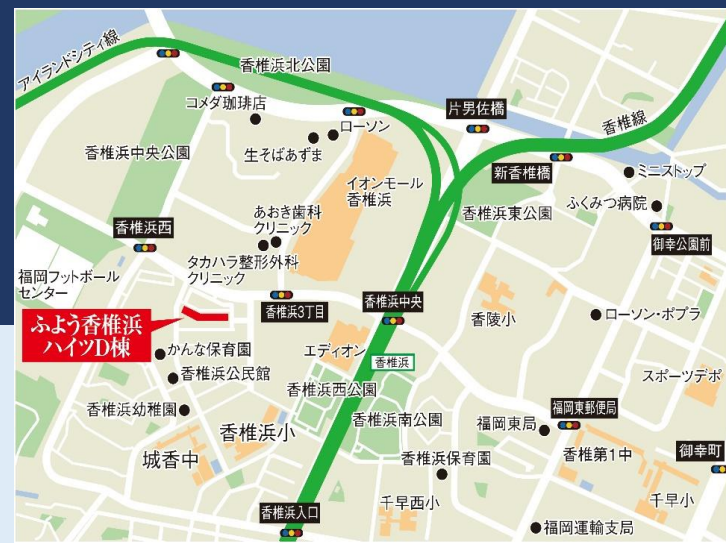 アイランドシティ線
香椎浜北公園
コメダ珈琲店
ローソン
生そばあずま
片男佐橋
香椎線
新香椎橋
ミニストップ
香椎浜中央公園
イオンモール
香椎浜
ふくみつ病院
香椎浜東公園
御幸公園前
あおき歯科
クリニック
香椎浜西
タカハラ整形外科
クリニック
福岡フットボール
センター
香椎浜3丁目
香椎浜中央
香陵小
ローソン・ポプラ
ふよう香椎浜
ハイツD棟
かんな保育園
エディオン
香椎浜
香椎浜公民館
香椎浜西公園
スポーツデポ
香椎浜幼稚園
香椎浜小
香椎浜南公園
福岡東郵便局
福岡東局
城香中
香椎浜保育園
香椎第1中
御幸町
千早西小
千早小
香椎浜入口
福岡運輸支局